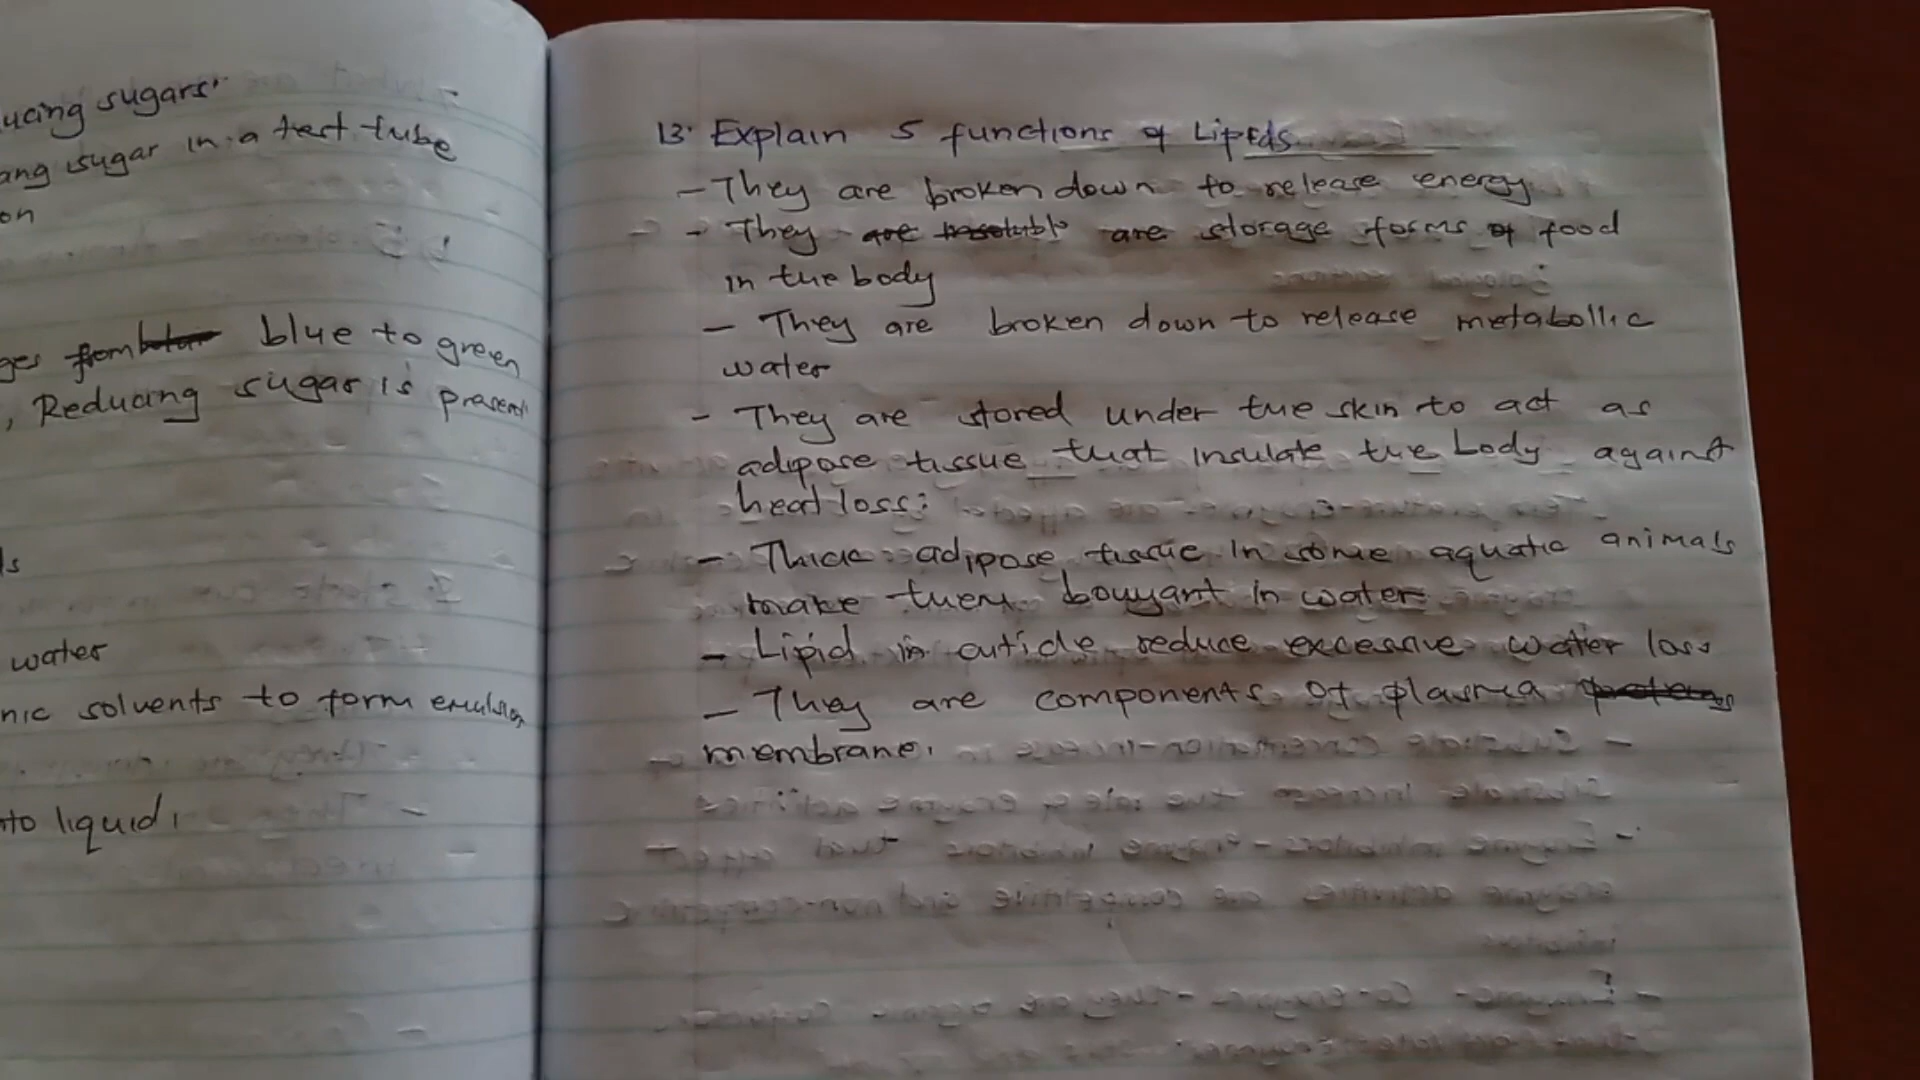 ucing sugars.
ang sugar in a test tube
on
ges from blue to green
, Reducing sugar is present
ls
water
nic solvents to form emulsion
nto liquid.
13. Explain 5 functions of Lipids
- They are broken down to release energy
- They are storage forms of food
in the body
- They are broken down to release metabollic
water
- They are stored under the skin to act as
adipose tissue that insulate the body against
heat loss.
- Thick adipose tissue in some aquatic animals
make them bouyant in water
- Lipid in cuticle reduce excessive water loss
- They are components of plasma
membrane.